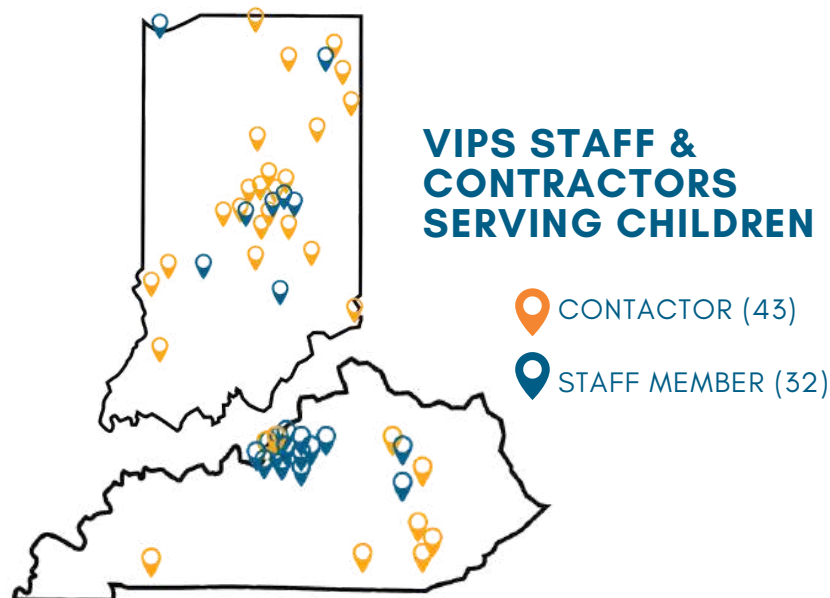 VIPS STAFF &
CONTRACTORS
SERVING CHILDREN
CONTACTOR (43)
STAFF MEMBER (32)